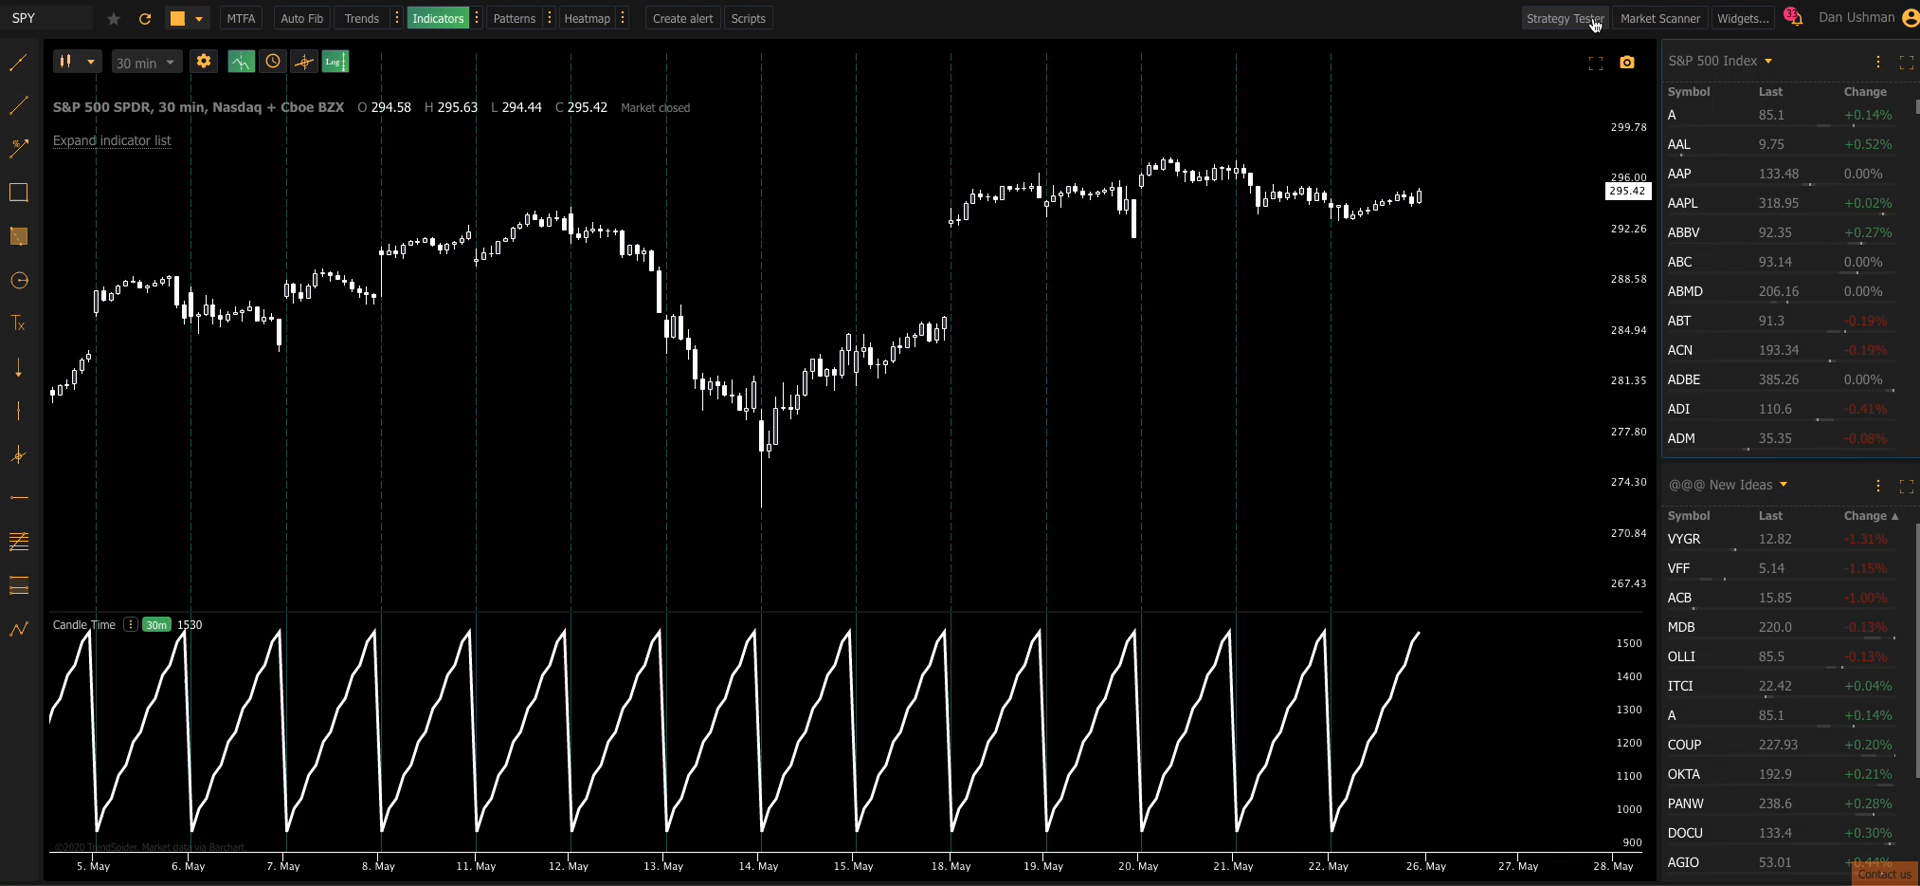 SPY
MTFA
Auto Fib
Trends
Indicators
Patterns
Heatmap
Create alert
Scripts
Strategy Tester
Market Scanner
Widgets...
33
Dan Ushman
30 min
Log
S&P 500 SPDR, 30 min, Nasdaq + Cboe BZX O 294.58 H 295.63 L 294.44 C 295.42 Market closed
Expand indicator list
299.78
296.00
295.42
292.26
288.58
284.94
281.35
277.80
274.30
270.84
267.43
Candle Time 30m 1530
1500
1400
1300
1200
1100
1000
900
©2020 TrendSpider. Market data via Barchart.
5. May 6. May 7. May 8. May 11. May 12. May 13. May 14. May 15. May 18. May 19. May 20. May 21. May 22. May 26. May 27. May 28. May
S&P 500 Index
Symbol Last Change
A 85.1 +0.14%
AAL 9.75 +0.52%
AAP 133.48 0.00%
AAPL 318.95 +0.02%
ABBV 92.35 +0.27%
ABC 93.14 0.00%
ABMD 206.16 0.00%
ABT 91.3 -0.19%
ACN 193.34 -0.19%
ADBE 385.26 0.00%
ADI 110.6 -0.41%
ADM 35.35 -0.08%
@@@ New Ideas
Symbol Last Change ▲
VYGR 12.82 -1.31%
VFF 5.14 -1.15%
ACB 15.85 -1.00%
MDB 220.0 -0.13%
OLLI 85.5 -0.13%
ITCI 22.42 +0.04%
A 85.1 +0.14%
COUP 227.93 +0.20%
OKTA 192.9 +0.21%
PANW 238.6 +0.28%
DOCU 133.4 +0.30%
AGIO 53.01 +0.44%
Contact us